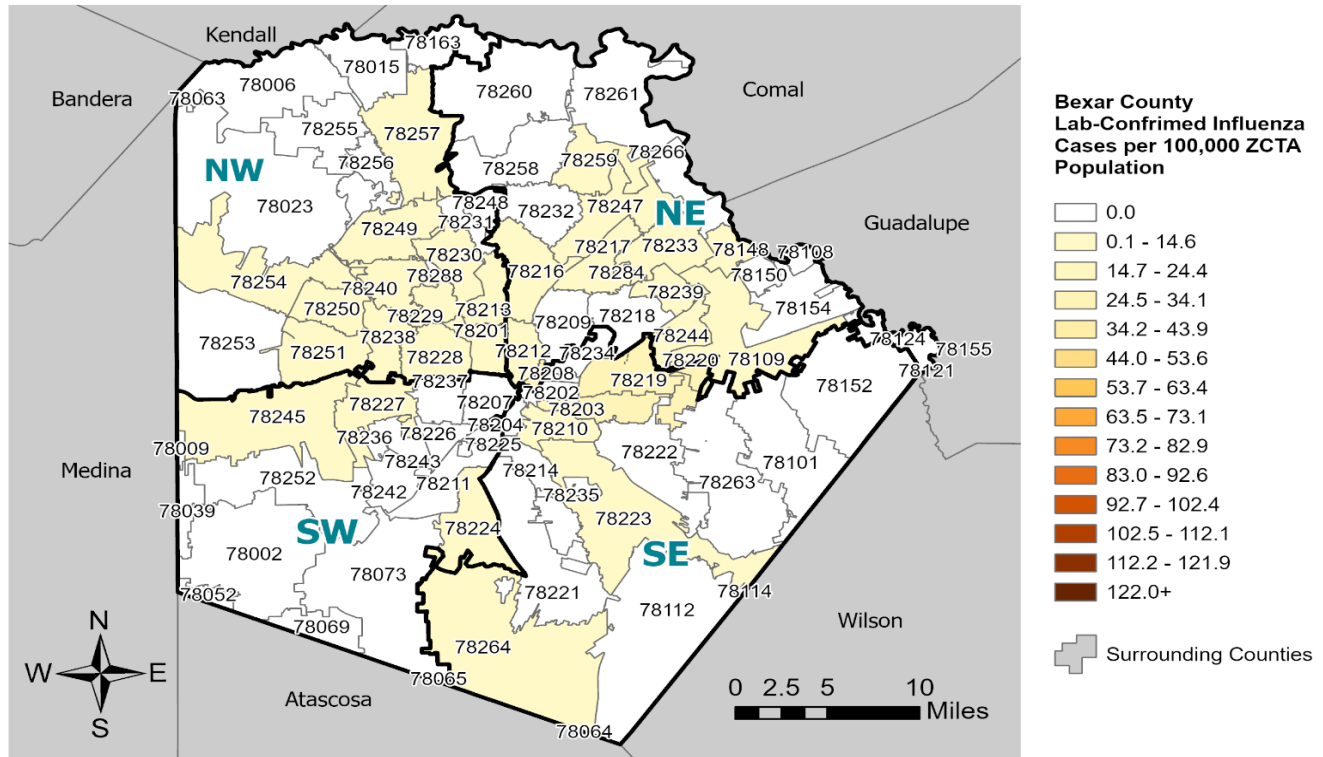 Kendall
78163
78015
78006
78260
78261
Comal
Bandera
78063
78255
78257
78266
78259
78256
78258
NW
78023
78248
78232
78247
NE
78231
78249
78217
78233
Guadalupe
78230
78148
78108
78288
78216
78284
78150
78254
78240
78239
78154
78250
78213
78229
78209
78218
78201
78238
78244
78124
78253
78251
78228
78212
78234
78220
78109
78155
78208
78219
78121
78237
78202
78152
78245
78227
78207
78203
78204
78210
78236
78226
78225
78009
78222
78101
Medina
78252
78243
78214
78263
78242
78211
78235
78039
78223
SW
78224
78002
SE
78073
78221
78114
78052
78112
Wilson
78069
78264
78065
Atascosa
78064
N
W
E
S
0 2.5 5 10
Miles
Bexar County
Lab-Confrimed Influenza
Cases per 100,000 ZCTA
Population
0.0
0.1 - 14.6
14.7 - 24.4
24.5 - 34.1
34.2 - 43.9
44.0 - 53.6
53.7 - 63.4
63.5 - 73.1
73.2 - 82.9
83.0 - 92.6
92.7 - 102.4
102.5 - 112.1
112.2 - 121.9
122.0+
Surrounding Counties